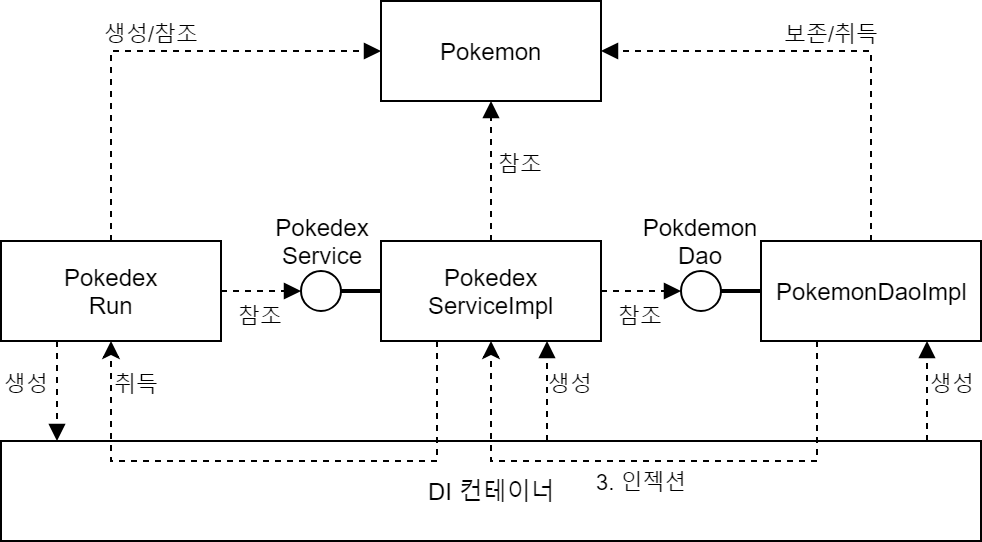 생성/참조
Pokemon
보존/취득
참조
Pokedex
Service
Pokdemon
Dao
Pokedex
Run
참조
Pokedex
ServiceImpl
참조
PokemonDaoImpl
생성
취득
생성
생성
DI 컨테이너
3. 인젝션